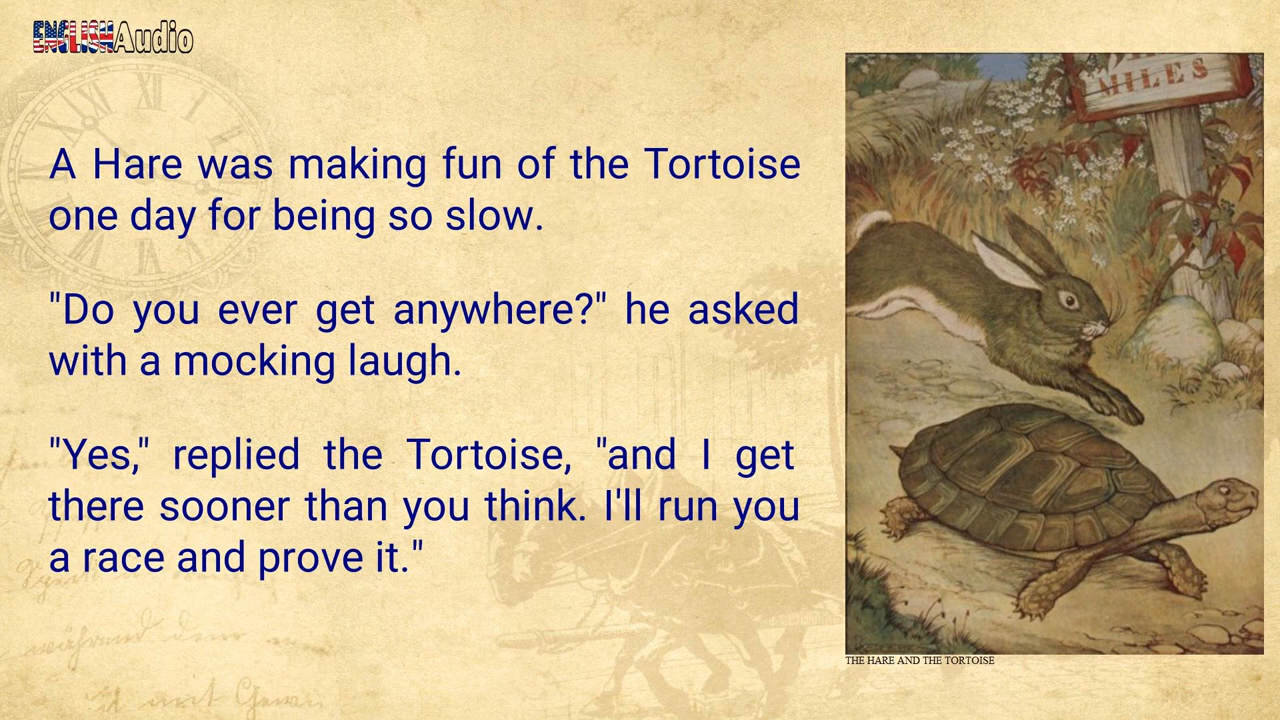 ENGLISHAudio
A Hare was making fun of the Tortoise
one day for being so slow.
"Do you ever get anywhere?" he asked
with a mocking laugh.
"Yes," replied the Tortoise, "and I get
there sooner than you think. I'll run you
a race and prove it."
MILES
THE HARE AND THE TORTOISE